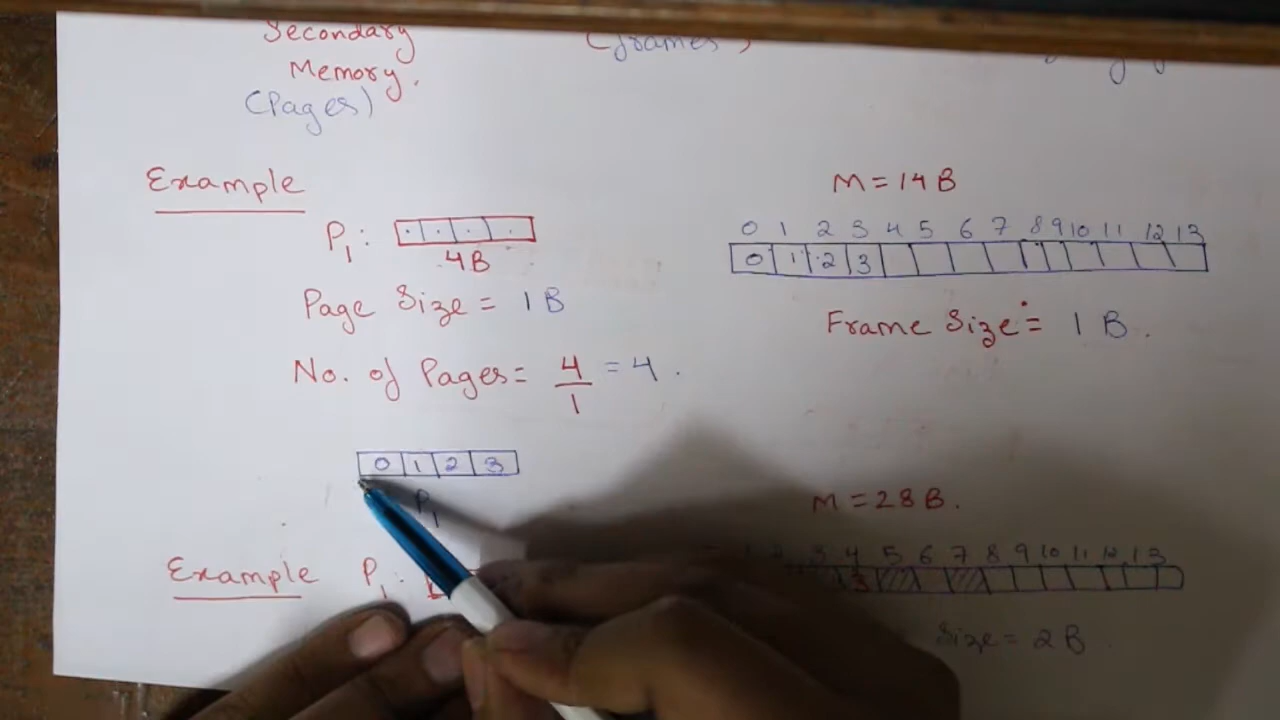 Secondary
Memory.
(Pages)
(frames)
Example
P1:
4B
Page Size = 1 B
No. of Pages = 4/1 = 4.
0 1 2 3
P1
M = 14 B
0 1 2 3 4 5 6 7 8 9 10 11 12 13
0 1 2 3
Frame Size = 1 B.
Example P1:
M = 28 B.
3 4 5 6 7 8 9 10 11 12 13
3
Size = 2 B